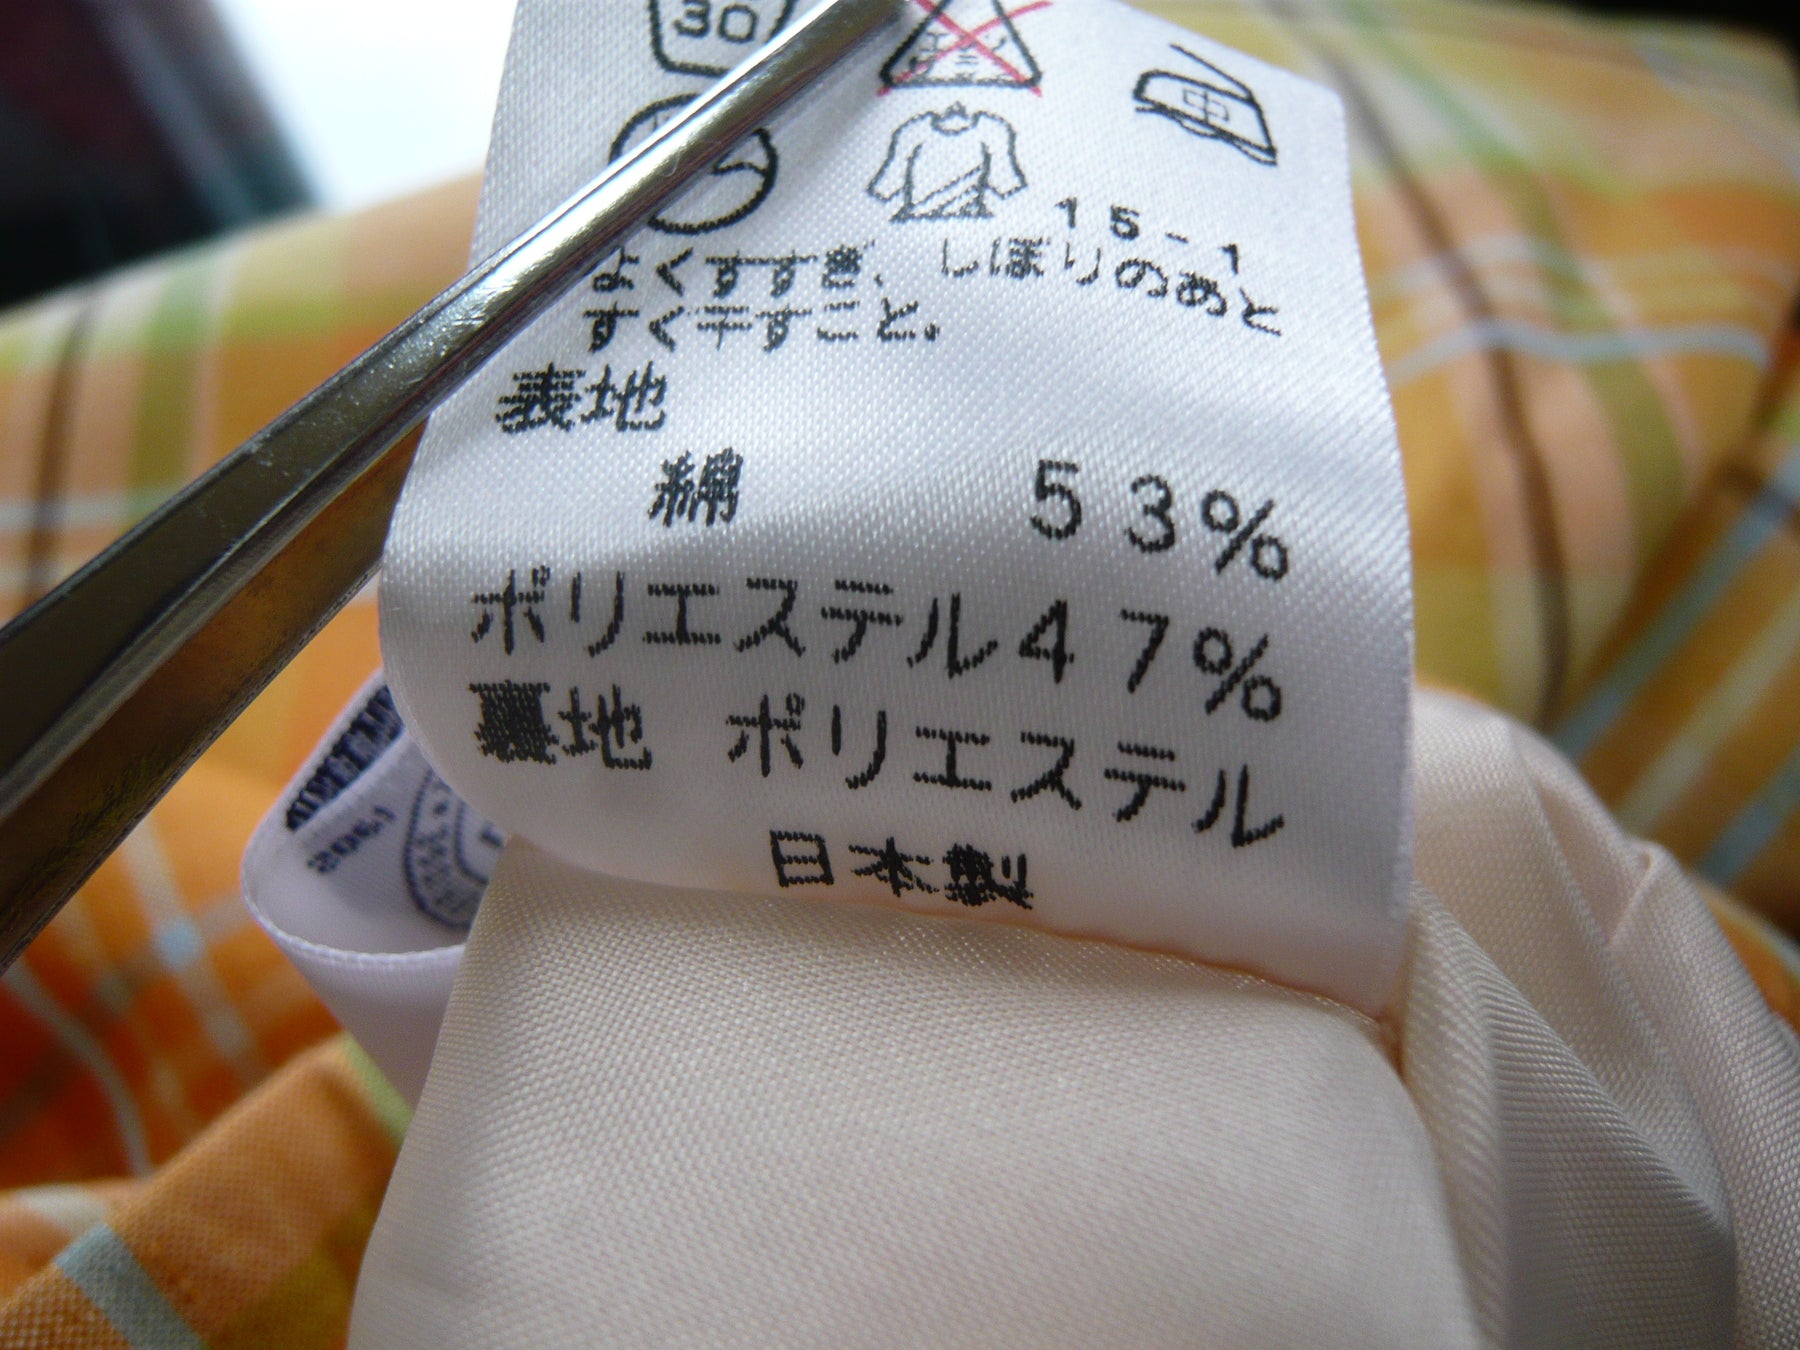 30
中
15-1
よくすすぎ、しぼりのあと
すぐ干すこと。
表地
綿 53%
ポリエステル47%
裏地 ポリエステル
日本製